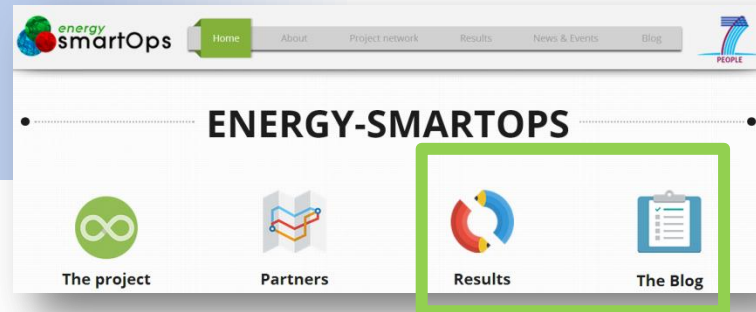 energy
smartOps
Home About Project network Results News & Events Blog
7
PEOPLE
ENERGY-SMARTOPS
The project Partners Results The Blog